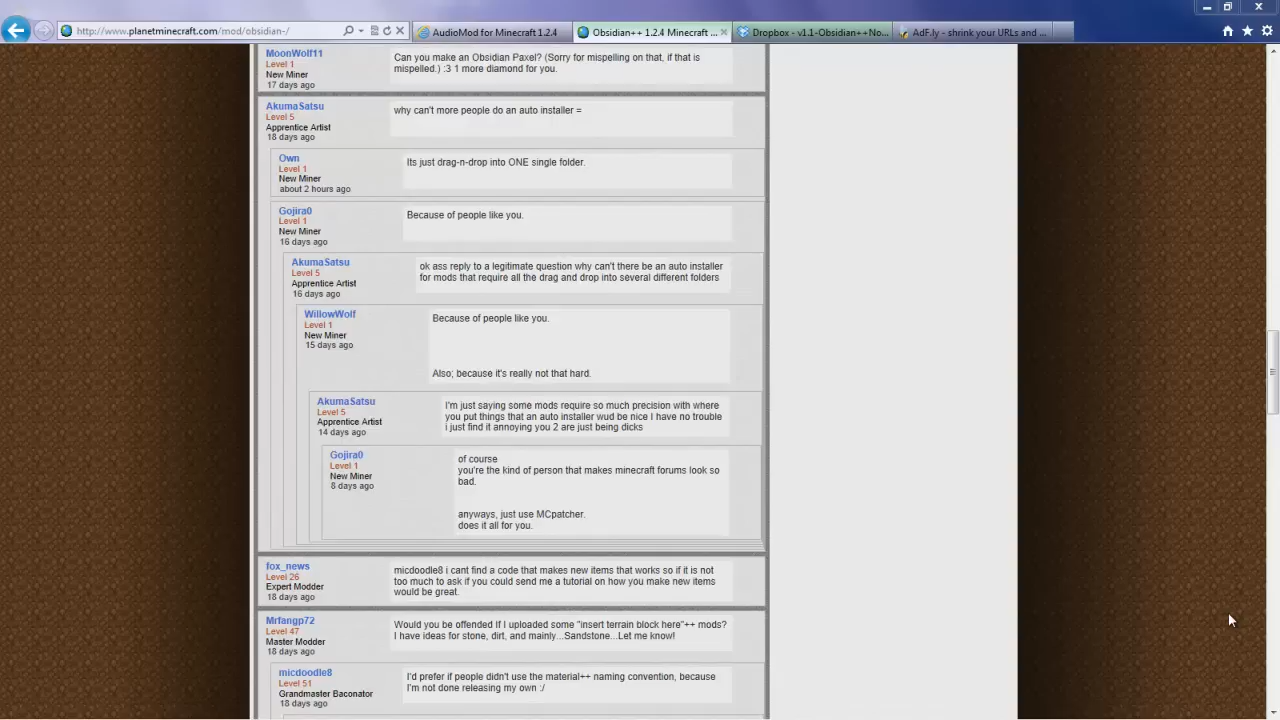 http://www.planetminecraft.com/mod/obsidian-/
AudioMod for Minecraft 1.2.4
Obsidian++ 1.2.4 Minecraft ...
Dropbox - v1.1-Obsidian++No...
AdF.ly - shrink your URLs and ...
MoonWolf11
Level 1
New Miner
17 days ago
Can you make an Obsidian Paxel? (Sorry for mispelling on that, if that is
mispelled.) :3 1 more diamond for you.
AkumaSatsu
Level 5
Apprentice Artist
18 days ago
why can't more people do an auto installer =
Own
Level 1
New Miner
about 2 hours ago
Its just drag-n-drop into ONE single folder.
Gojira0
Level 1
New Miner
16 days ago
Because of people like you.
AkumaSatsu
Level 5
Apprentice Artist
16 days ago
ok ass reply to a legitimate question why can't there be an auto installer
for mods that require all the drag and drop into several different folders
WillowWolf
Level 1
New Miner
15 days ago
Because of people like you.
Also; because it's really not that hard.
AkumaSatsu
Level 5
Apprentice Artist
14 days ago
I'm just saying some mods require so much precision with where
you put things that an auto installer wud be nice I have no trouble
i just find it annoying you 2 are just being dicks
Gojira0
Level 1
New Miner
8 days ago
of course
you're the kind of person that makes minecraft forums look so
bad.
anyways, just use MCpatcher.
does it all for you.
fox_news
Level 26
Expert Modder
18 days ago
micdoodle8 i cant find a code that makes new items that works so if it is not
too much to ask if you could send me a tutorial on how you make new items
would be great.
Mrfangp72
Level 47
Master Modder
18 days ago
Would you be offended if I uploaded some "insert terrain block here"++ mods?
I have ideas for stone, dirt, and mainly...Sandstone...Let me know!
micdoodle8
Level 51
Grandmaster Baconator
18 days ago
I'd prefer if people didn't use the material++ naming convention, because
I'm not done releasing my own :/